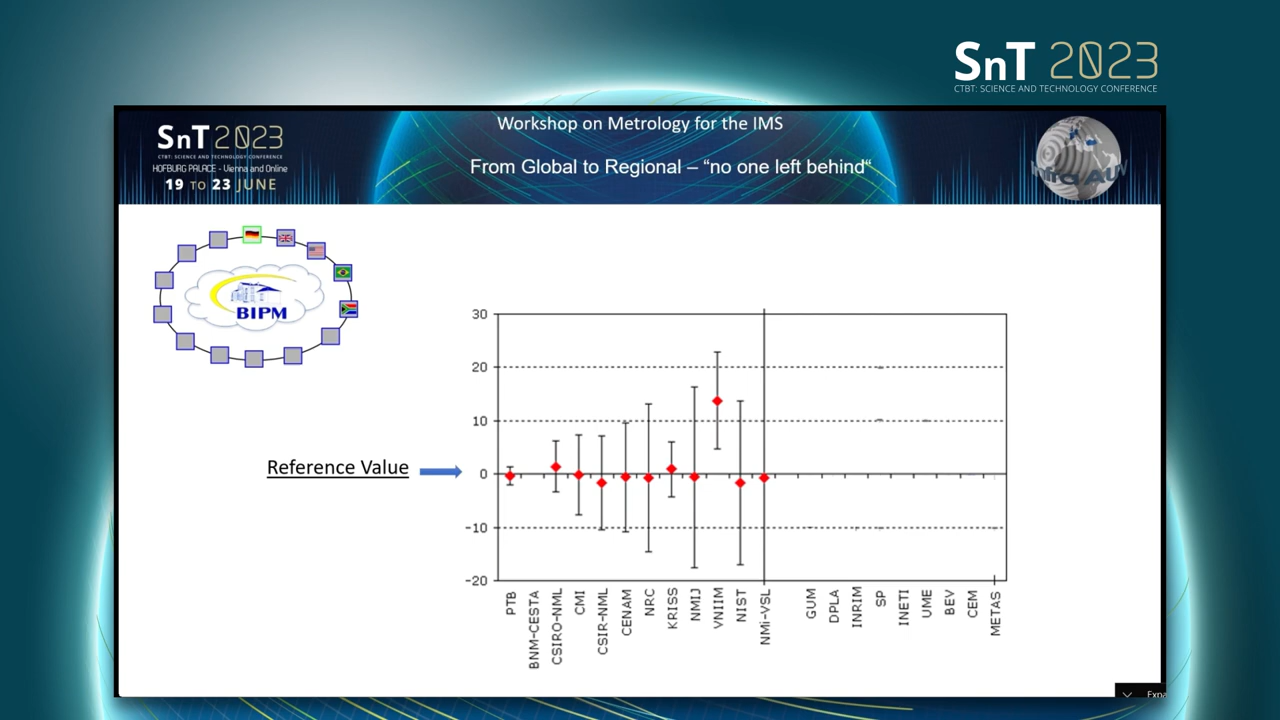 SnT 2023
CTBT: SCIENCE AND TECHNOLOGY CONFERENCE
SnT 2023
CTBT: SCIENCE AND TECHNOLOGY CONFERENCE
HOFBURG PALACE - Vienna and Online
19 TO 23 JUNE
Workshop on Metrology for the IMS
From Global to Regional – “no one left behind“
Infra AUV
BIPM
Reference Value
30
20
10
0
-10
-20
PTB
BNM-CESTA
CSIRO-NML
CMI
CSIR-NML
CENAM
NRC
KRISS
NMIJ
VNIIM
NIST
NMi-VSL
GUM
DPLA
INRIM
SP
INETI
UME
BEV
CEM
METAS